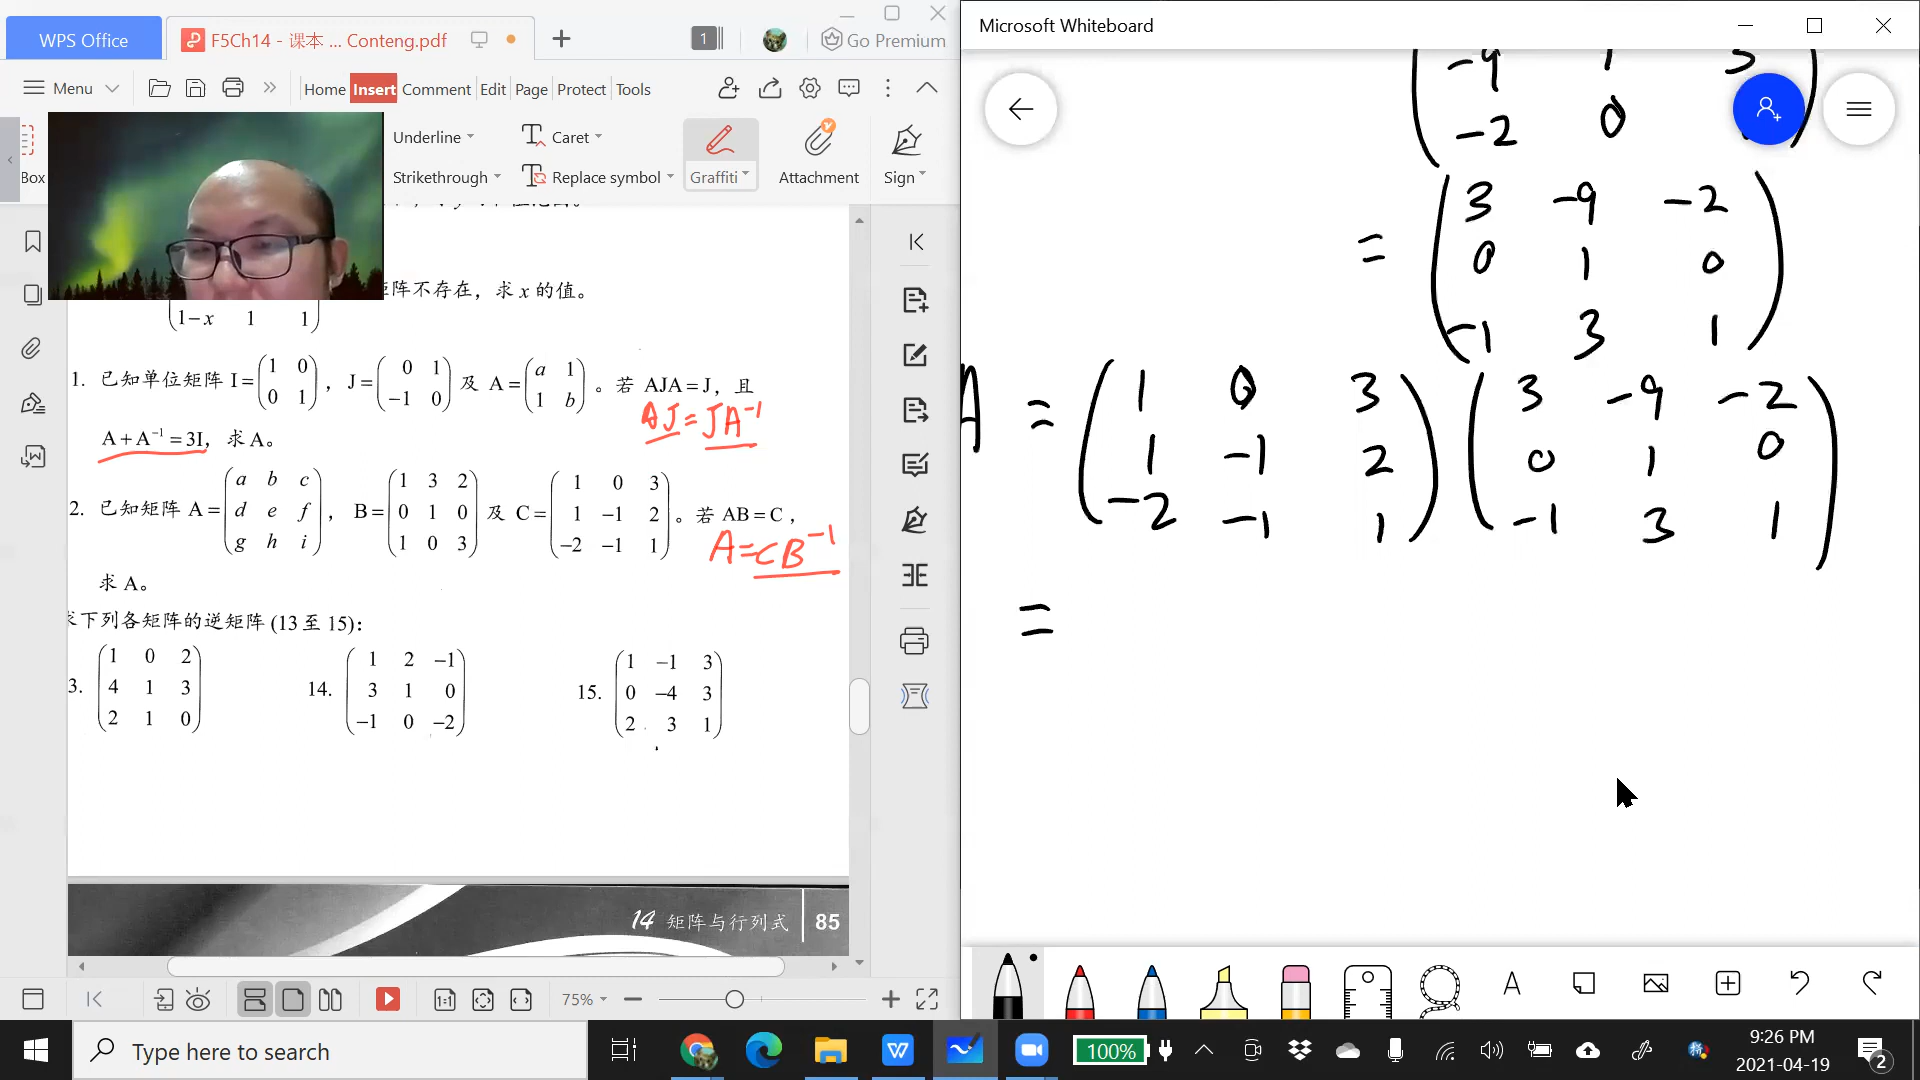 WPS Office
F5Ch14 - 课本 ... Conteng.pdf
1
Go Premium
Menu
Home Insert Comment Edit Page Protect Tools
Box
Underline
Strikethrough
Caret
Replace symbol
Graffiti
Attachment
Sign
矩阵不存在，求 x 的值。
1-x 1 1
1. 已知单位矩阵 I = (1 0; 0 1)，J = (0 1; -1 0) 及 A = (a 1; 1 b)。若 AJA = J，且
AJ = JA⁻¹
A + A⁻¹ = 3I，求 A。
2. 已知矩阵 A = (a b c; d e f; g h i)，B = (1 3 2; 0 1 0; 1 0 3) 及 C = (1 0 3; 1 -1 2; -2 -1 1)。若 AB = C，
A = CB⁻¹
求 A。
求下列各矩阵的逆矩阵 (13 至 15)：
3. (1 0 2; 4 1 3; 2 1 0)
14. (1 2 -1; 3 1 0; -1 0 -2)
15. (1 -1 3; 0 -4 3; 2 3 1)
14 矩阵与行列式 85
75%
Microsoft Whiteboard
-9 1 3
-2 0
= (3 -9 -2; 0 1 0; -1 3 1)
A = (1 0 3; 1 -1 2; -2 -1 1) (3 -9 -2; 0 1 0; -1 3 1)
=
Type here to search
100%
9:26 PM
2021-04-19
2